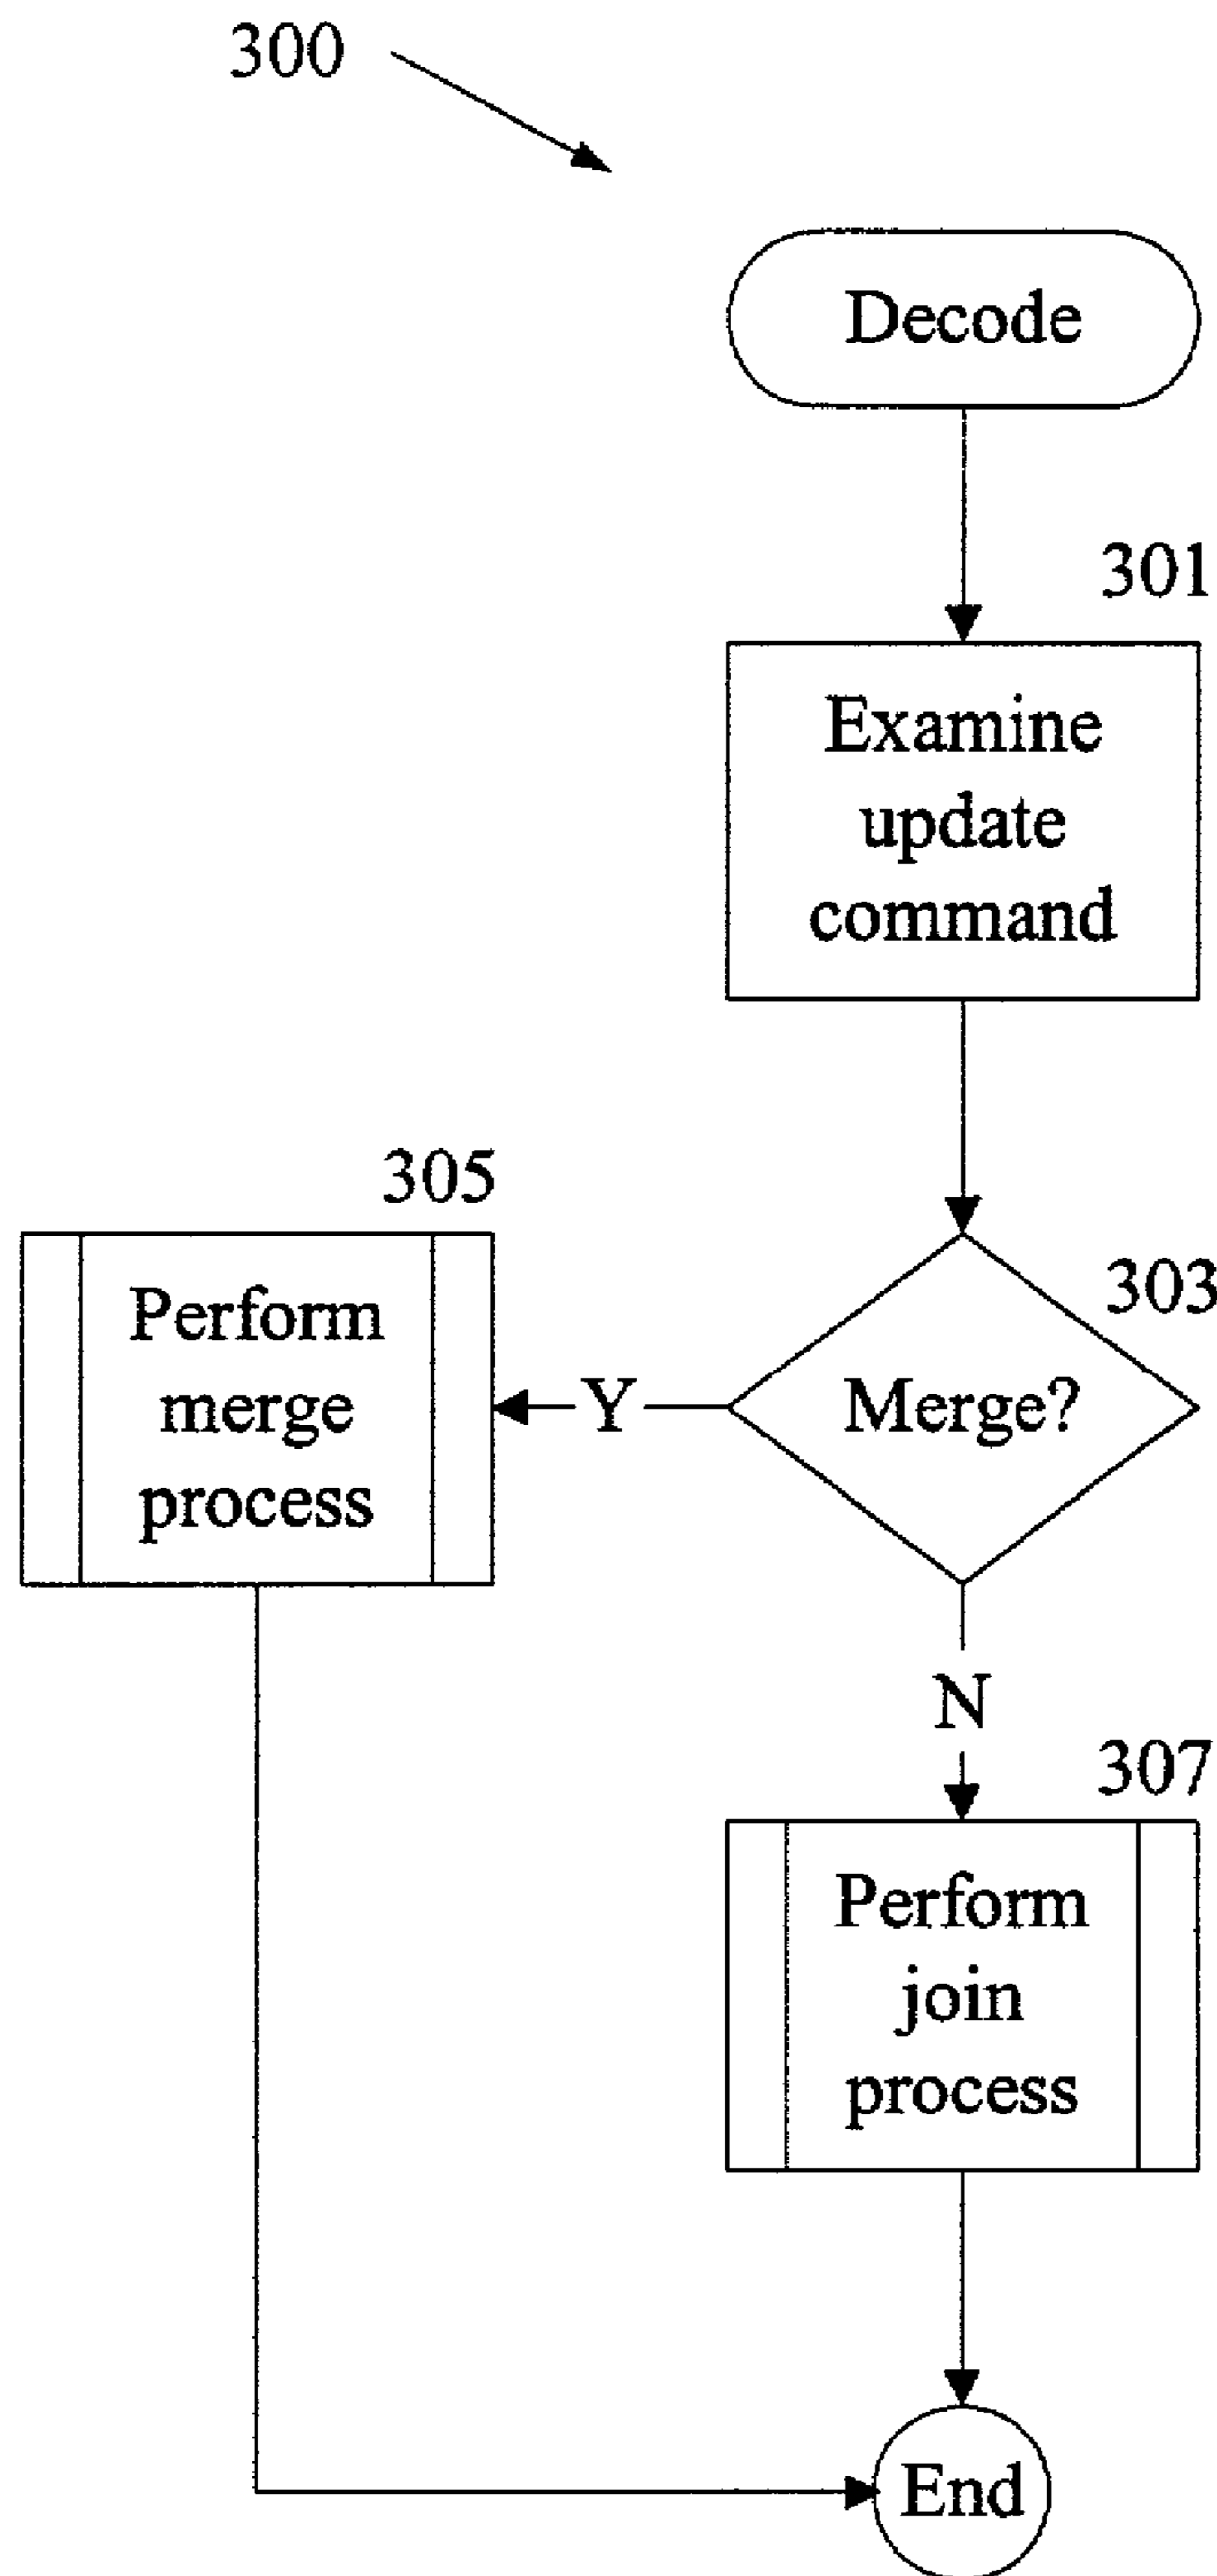 300
Decode
301
Examine
update
command
305
Perform
merge
process
303
Merge?
Y
N
307
Perform
join
process
End